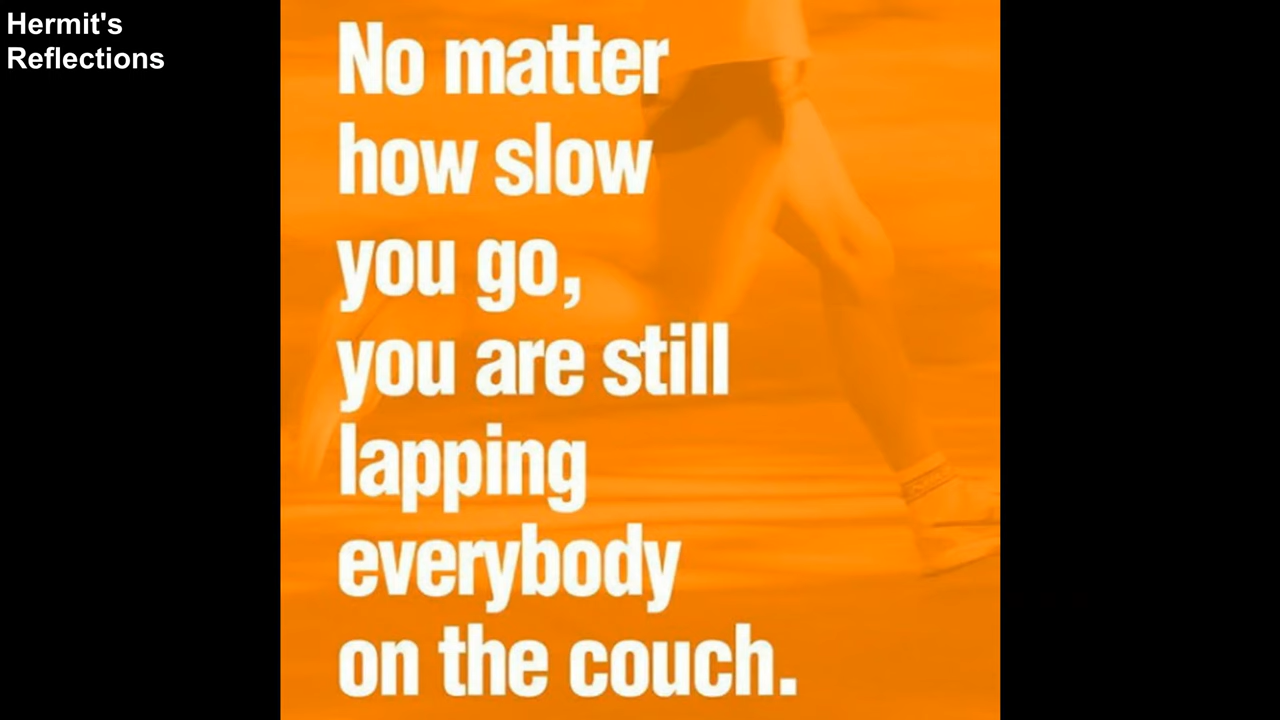 Hermit's
Reflections
No matter
how slow
you go,
you are still
lapping
everybody
on the couch.